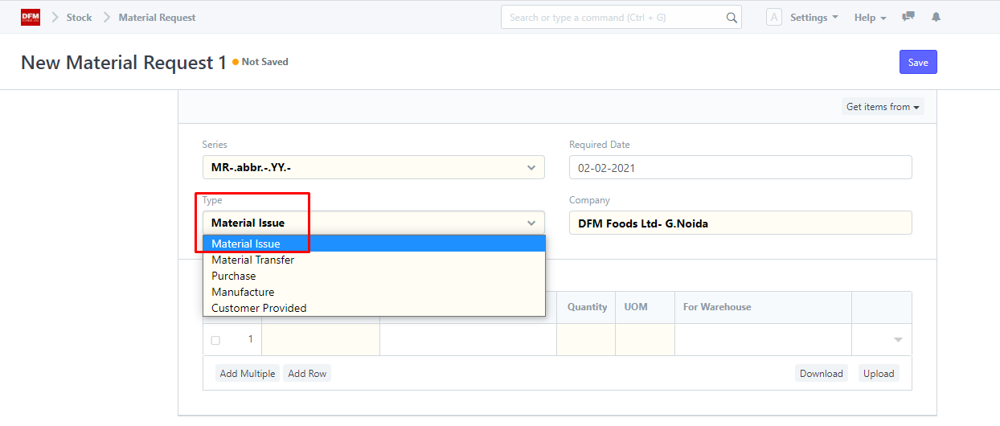 DFM
Stock
Material Request
Search or type a command (Ctrl + G)
A
Settings
Help
New Material Request 1
Not Saved
Save
Get items from
Series
Required Date
MR-.abbr.-.YY.-
02-02-2021
Type
Company
Material Issue
DFM Foods Ltd- G.Noida
Material Issue
Material Transfer
Purchase
Manufacture
Customer Provided
Quantity
UOM
For Warehouse
1
Add Multiple
Add Row
Download
Upload